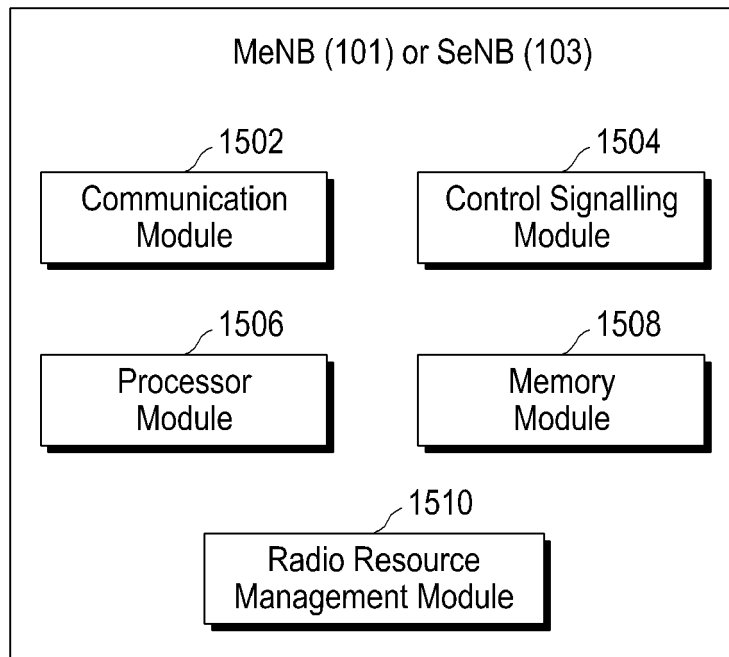 MeNB (101) or SeNB (103)
1502
Communication
Module
1504
Control Signalling
Module
1506
Processor
Module
1508
Memory
Module
1510
Radio Resource
Management Module